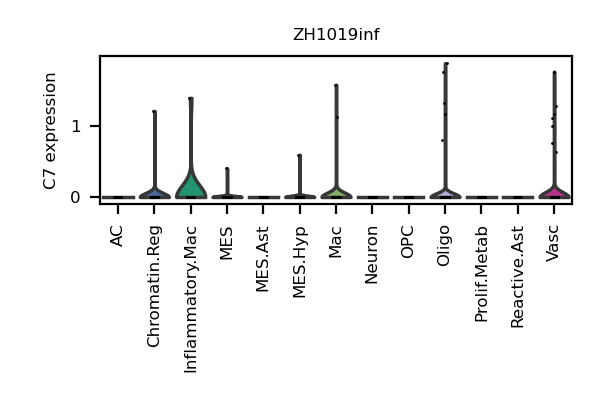 ZH1019inf
C7 expression
1
0
AC
Chromatin.Reg
Inflammatory.Mac
MES
MES.Ast
MES.Hyp
Mac
Neuron
OPC
Oligo
Prolif.Metab
Reactive.Ast
Vasc